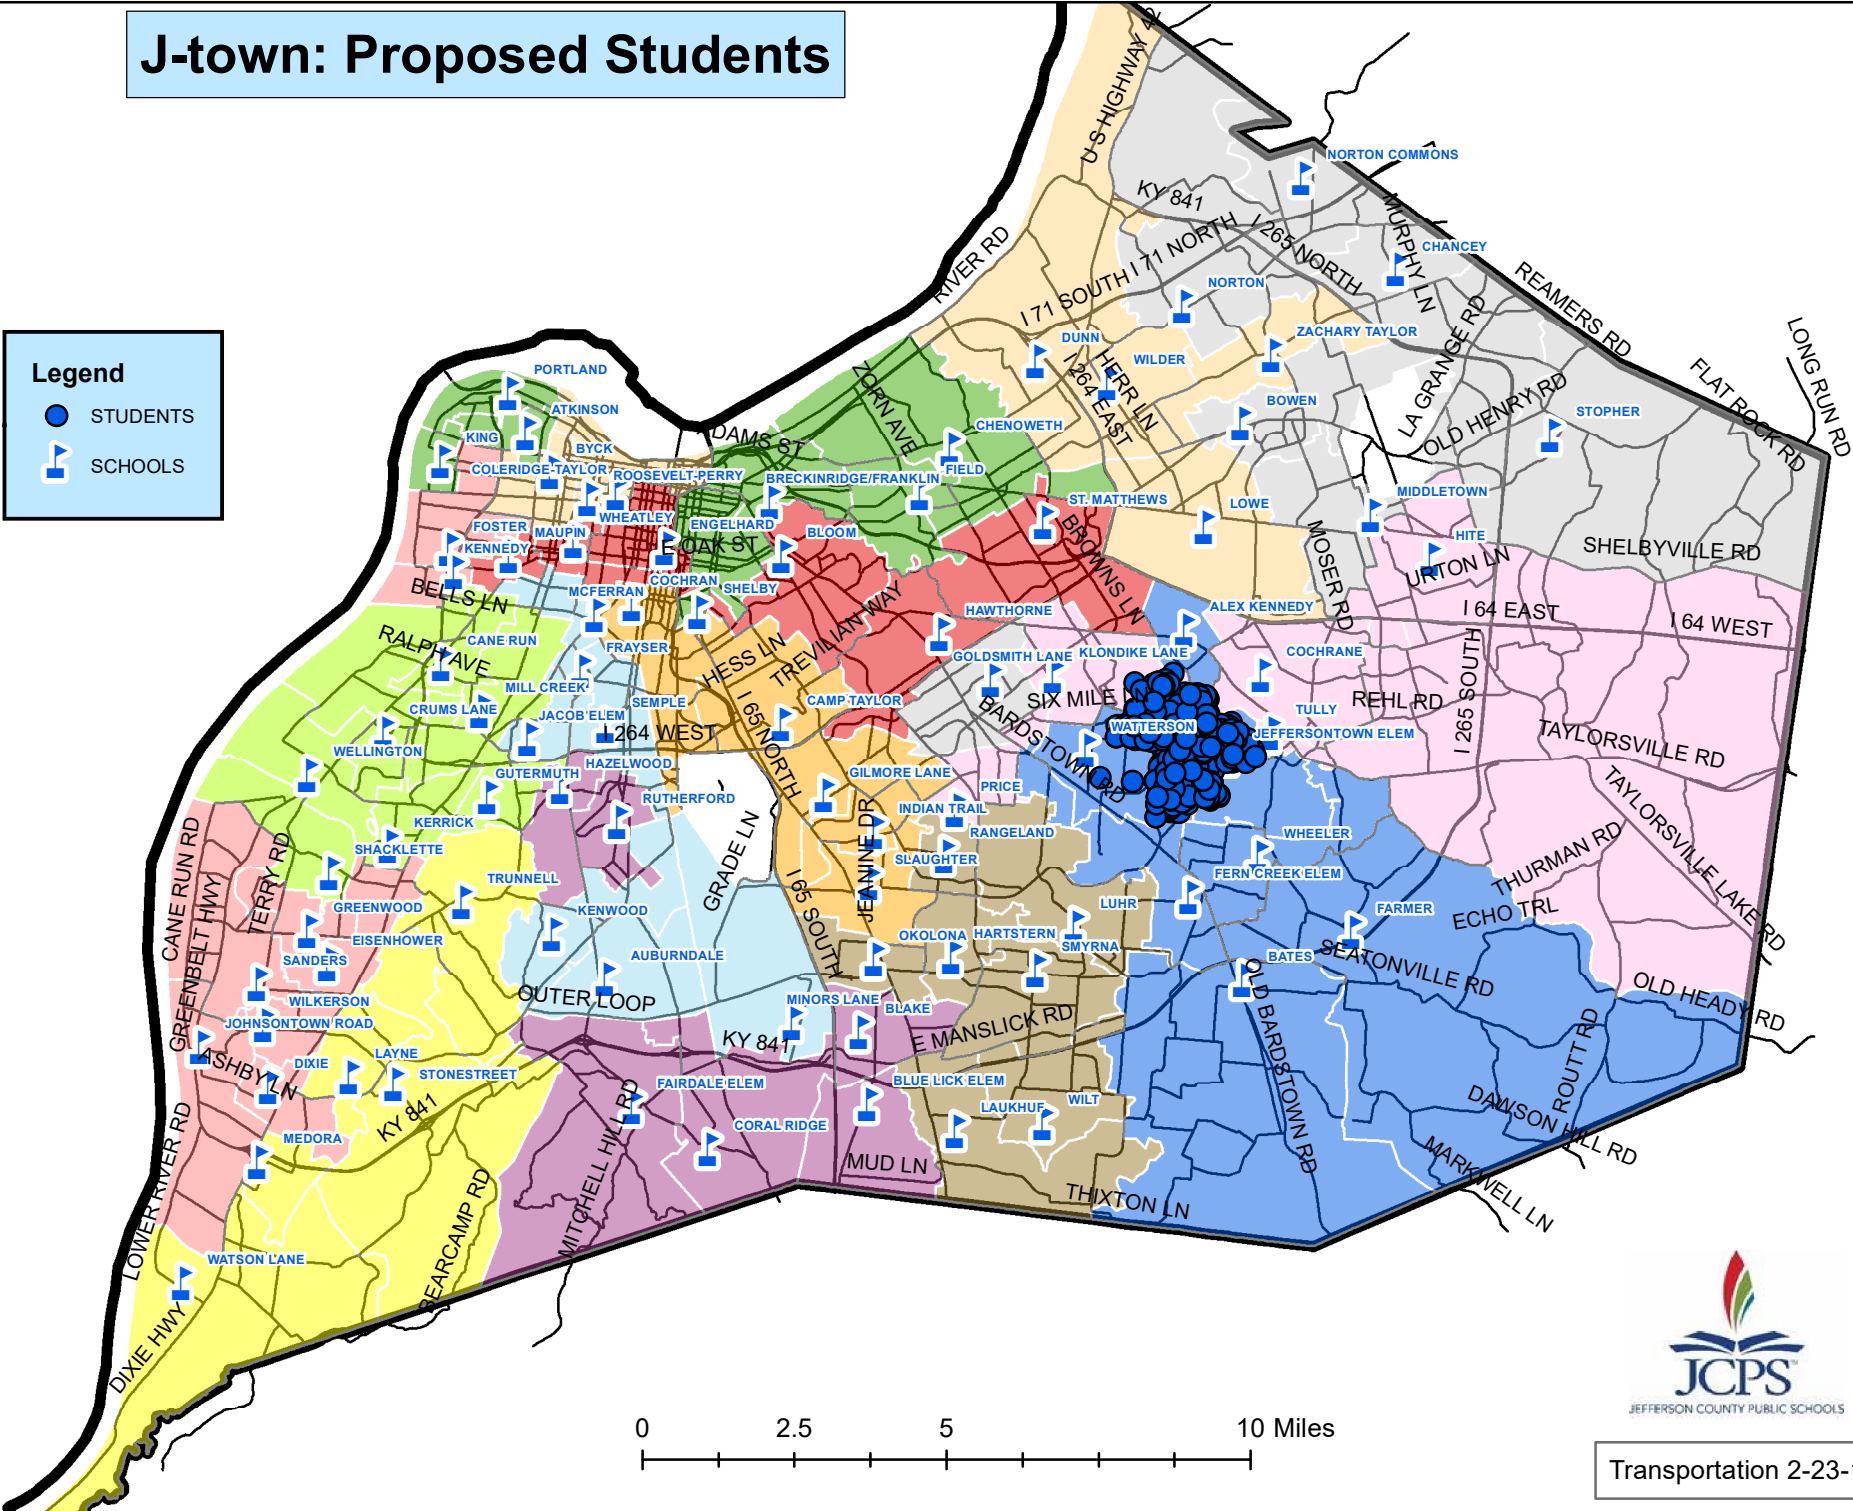 J-town: Proposed Students
U S HIGHWAY 42
NORTON COMMONS
KY 841
MURPHY LN
I 71 NORTH
I 265 NORTH
CHANCEY
RIVER RD
REAMERS RD
I 71 SOUTH
NORTON
LA GRANGE RD
LONG RUN RD
ZACHARY TAYLOR
DUNN
HERR LN
WILDER
I 264 EAST
Legend
STUDENTS
SCHOOLS
PORTLAND
ZORN AVE
FLAT ROCK RD
ATKINSON
BOWEN
OLD HENRY RD
STOPHER
KING
BYCK
ADAMS ST
CHENOWETH
COLERIDGE-TAYLOR
ROOSEVELT-PERRY
BRECKINRIDGE/FRANKLIN
FIELD
ST. MATTHEWS
LOWE
MIDDLETOWN
FOSTER
MAUPIN
WHEATLEY
ENGELHARD
BLOOM
BROWNS LN
MOSER RD
HITE
KENNEDY
E OAK ST
URTON LN
SHELBYVILLE RD
BELLS LN
MCFERRAN
COCHRAN
SHELBY
HAWTHORNE
ALEX KENNEDY
I 64 EAST
I 64 WEST
RALPH AVE
CANE RUN
FRAYSER
HESS LN
TREVILIAN WAY
GOLDSMITH LANE
KLONDIKE LANE
COCHRANE
MILL CREEK
SIX MILE LN
REHL RD
I 265 SOUTH
CRUMS LANE
JACOB ELEM
SEMPLE
I 65 NORTH
CAMP TAYLOR
BARDSTOWN RD
WATTERSON
TULLY
JEFFERSONTOWN ELEM
TAYLORSVILLE RD
I 264 WEST
WELLINGTON
GUTERMUTH
HAZELWOOD
GILMORE LANE
PRICE
RUTHERFORD
INDIAN TRAIL
TAYLORSVILLE LAKE RD
KERRICK
RANGELAND
WHEELER
CANE RUN RD
TERRY RD
SHACKLETTE
GRADE LN
JEANINE DR
SLAUGHTER
THURMAN RD
TRUNNELL
FERN CREEK ELEM
GREENBELT HWY
GREENWOOD
KENWOOD
I 65 SOUTH
LUHR
FARMER
ECHO TRL
EISENHOWER
OKOLONA
HARTSTERN
SMYRNA
SANDERS
AUBURNDALE
BATES
SEATONVILLE RD
WILKERSON
OUTER LOOP
MINORS LANE
BLAKE
OLD HEADY RD
JOHNSONTOWN ROAD
KY 841
E MANSLICK RD
OLD BARDSTOWN RD
ROUTT RD
ASHBY LN
DIXIE
LAYNE
STONESTREET
FAIRDALE ELEM
BLUE LICK ELEM
KY 841
LAUKHUF
WILT
DAWSON HILL RD
MEDORA
MITCHELL HILL RD
CORAL RIDGE
MUD LN
MARKWELL LN
LOWER RIVER RD
BEARCAMP RD
THIXTON LN
WATSON LANE
DIXIE HWY
JCPS
JEFFERSON COUNTY PUBLIC SCHOOLS
0 2.5 5 10 Miles
Transportation 2-23-